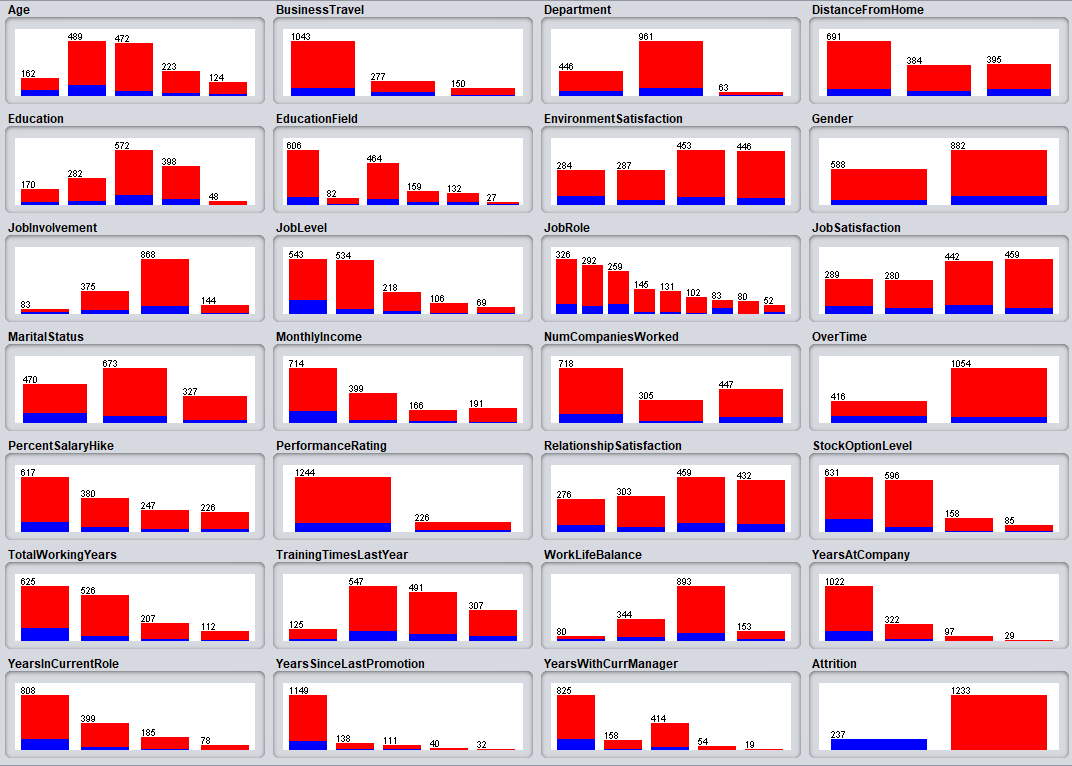 Age BusinessTravel Department DistanceFromHome
162 489 472 223 124 1043 277 150 446 961 63 691 384 395
Education EducationField EnvironmentSatisfaction Gender
170 282 572 398 48 606 82 464 159 132 27 284 287 453 446 588 882
JobInvolvement JobLevel JobRole JobSatisfaction
83 375 868 144 543 534 218 106 69 326 292 259 145 131 102 83 80 52 289 280 442 459
MaritalStatus MonthlyIncome NumCompaniesWorked OverTime
470 673 327 714 399 166 191 718 305 447 416 1054
PercentSalaryHike PerformanceRating RelationshipSatisfaction StockOptionLevel
617 380 247 226 1244 226 276 303 459 432 631 596 158 85
TotalWorkingYears TrainingTimesLastYear WorkLifeBalance YearsAtCompany
625 526 207 112 125 547 491 307 80 344 893 153 1022 322 97 29
YearsInCurrentRole YearsSinceLastPromotion YearsWithCurrManager Attrition
808 399 185 78 1149 138 111 40 32 825 158 414 54 19 237 1233